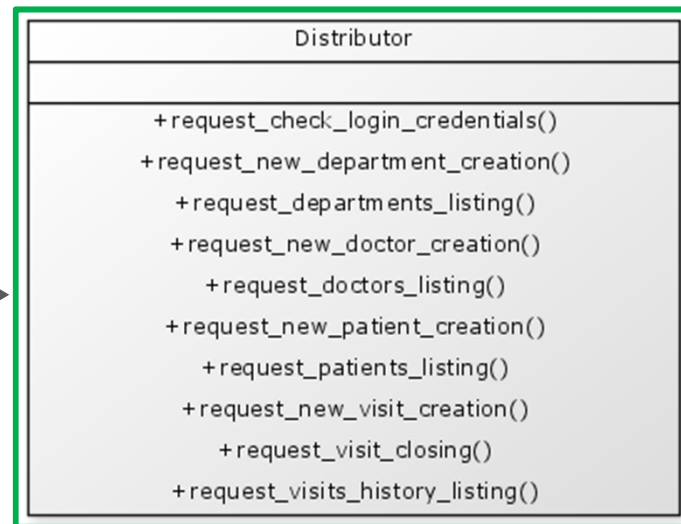 Distributor
+request_check_login_credentials()
+request_new_department_creation()
+request_departments_listing()
+request_new_doctor_creation()
+request_doctors_listing()
+request_new_patient_creation()
+request_patients_listing()
+request_new_visit_creation()
+request_visit_closing()
+request_visits_history_listing()